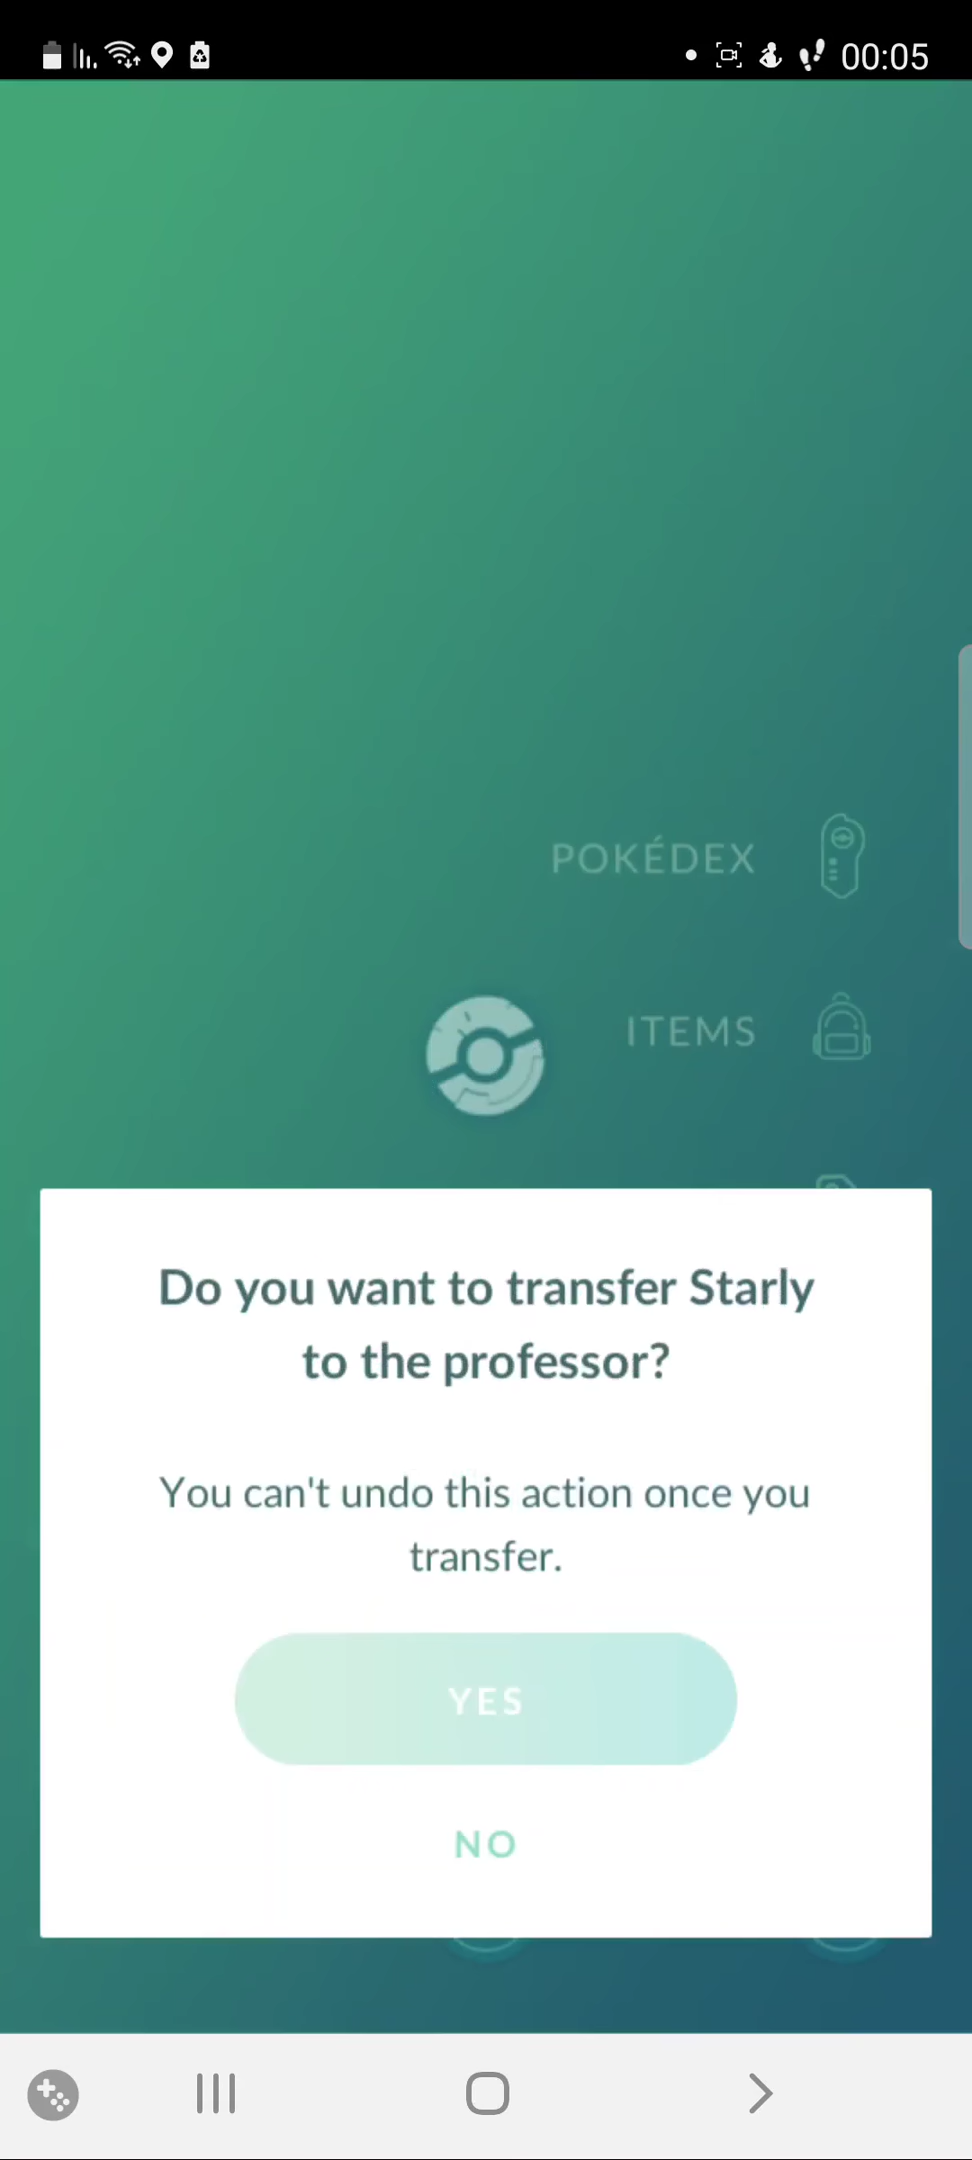 00:05
POKÉDEX
ITEMS
Do you want to transfer Starly
to the professor?
You can't undo this action once you
transfer.
YES
NO